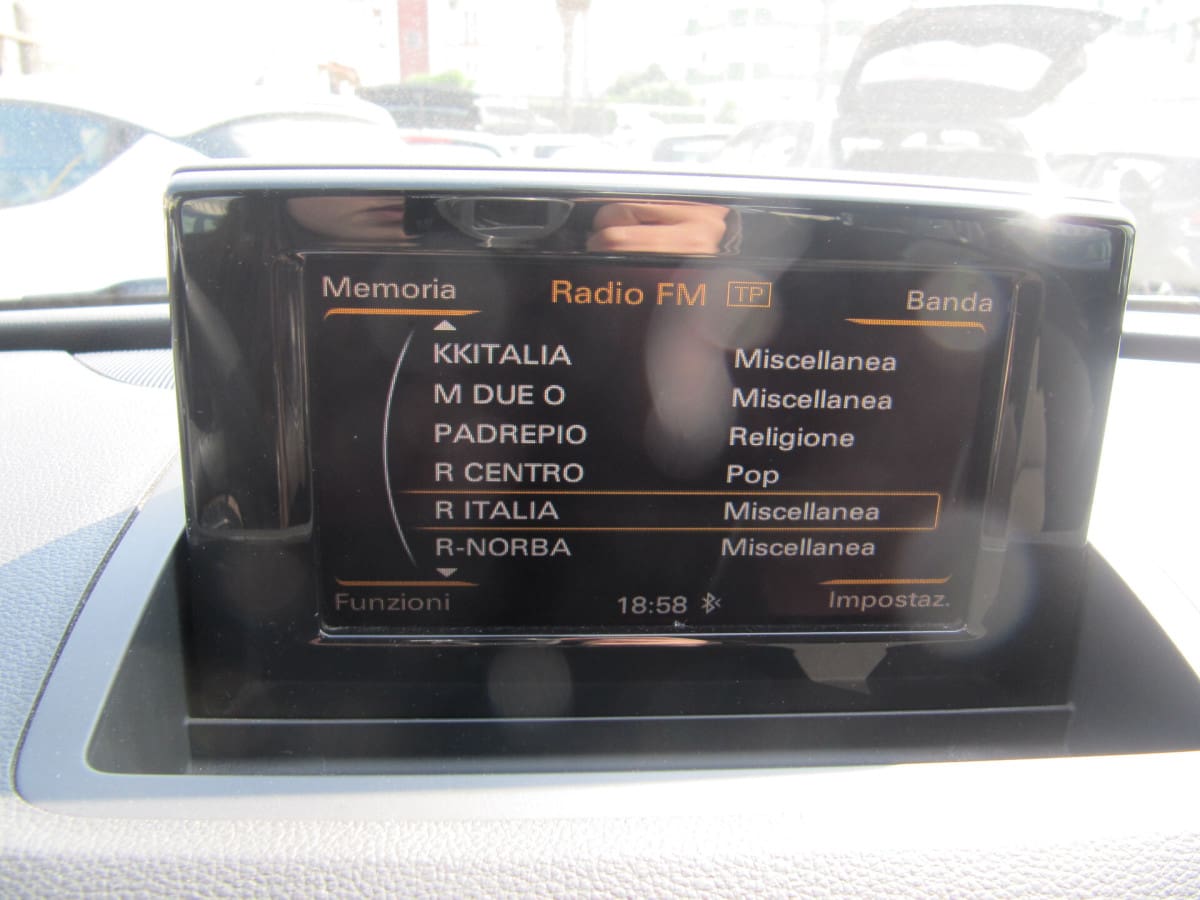 Memoria Radio FM TP Banda
KKITALIA Miscellanea
M DUE O Miscellanea
PADREPIO Religione
R CENTRO Pop
R ITALIA Miscellanea
R-NORBA Miscellanea
Funzioni 18:58 Impostaz.